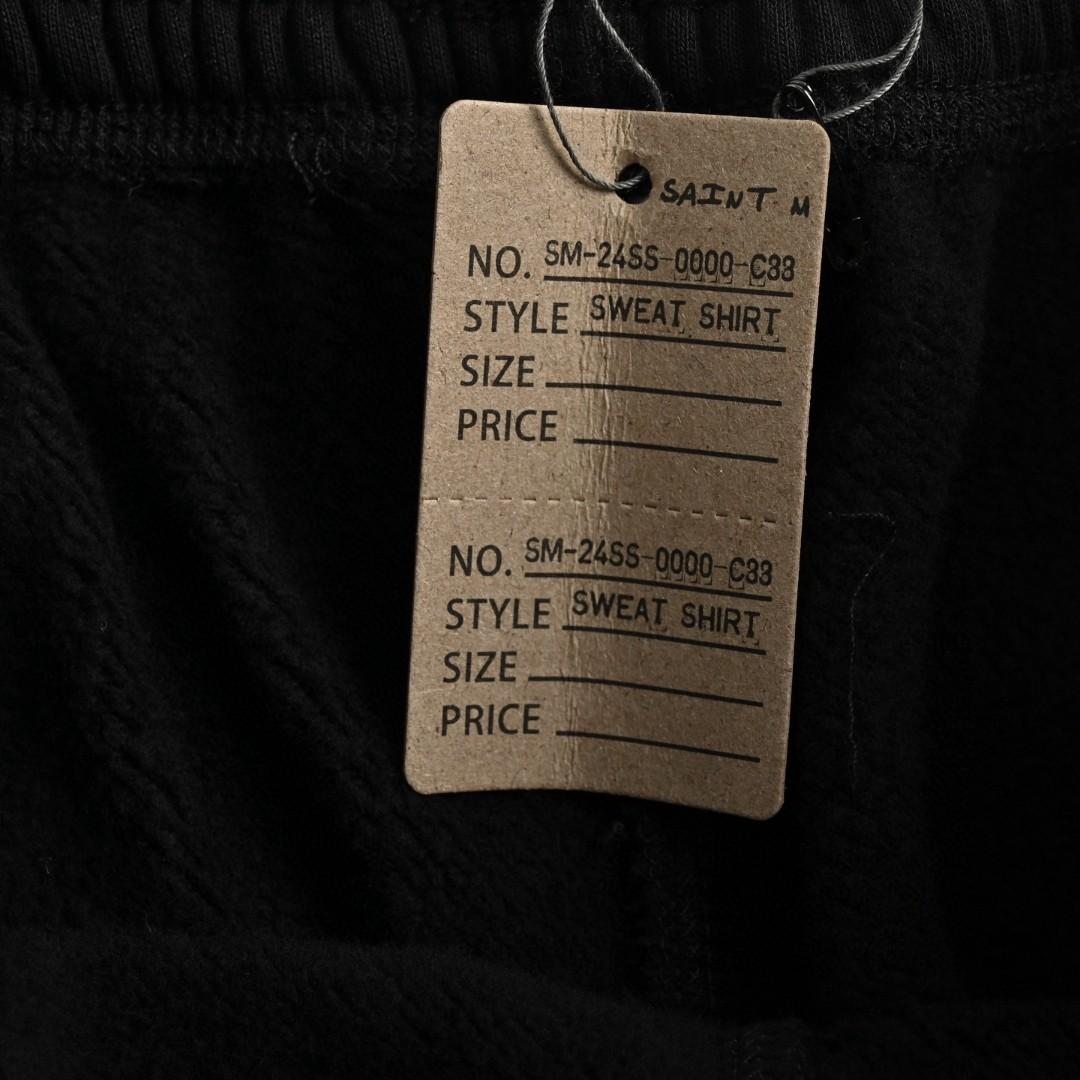 SAINT M
NO. SM-24SS-0000-C33
STYLE SWEAT SHIRT
SIZE
PRICE
NO. SM-24SS-0000-C33
STYLE SWEAT SHIRT
SIZE
PRICE